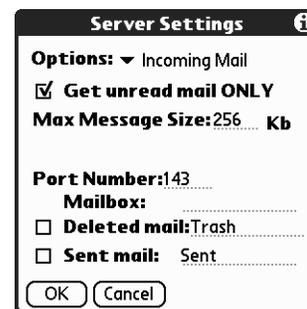 Server Settings i
Options: Incoming Mail
Get unread mail ONLY
Max Message Size: 256 Kb
Port Number: 143
Mailbox:
Deleted mail: Trash
Sent mail: Sent
OK Cancel